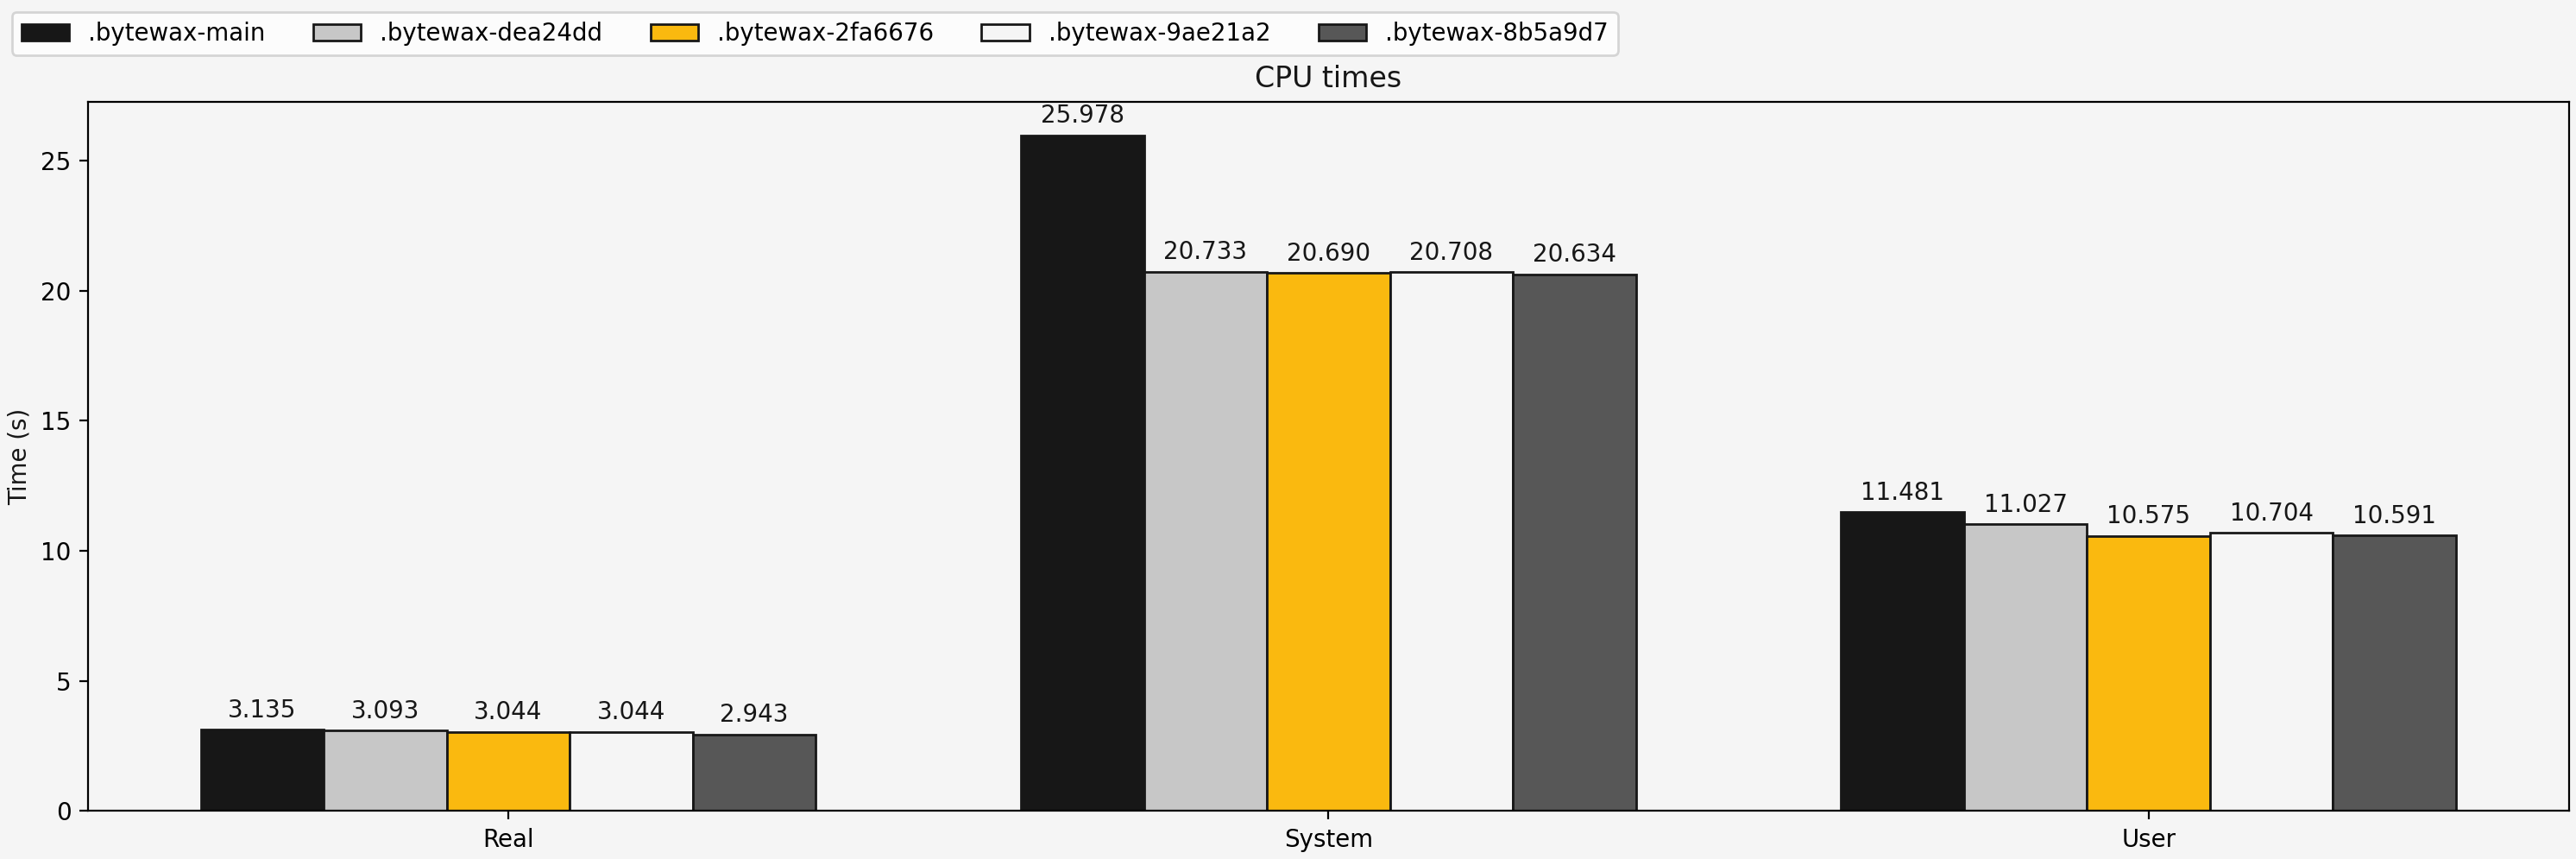 .bytewax-main .bytewax-dea24dd .bytewax-2fa6676 .bytewax-9ae21a2 .bytewax-8b5a9d7
CPU times
Time (s)
25
20
15
10
5
0
3.135 3.093 3.044 3.044 2.943
25.978 20.733 20.690 20.708 20.634
11.481 11.027 10.575 10.704 10.591
Real System User